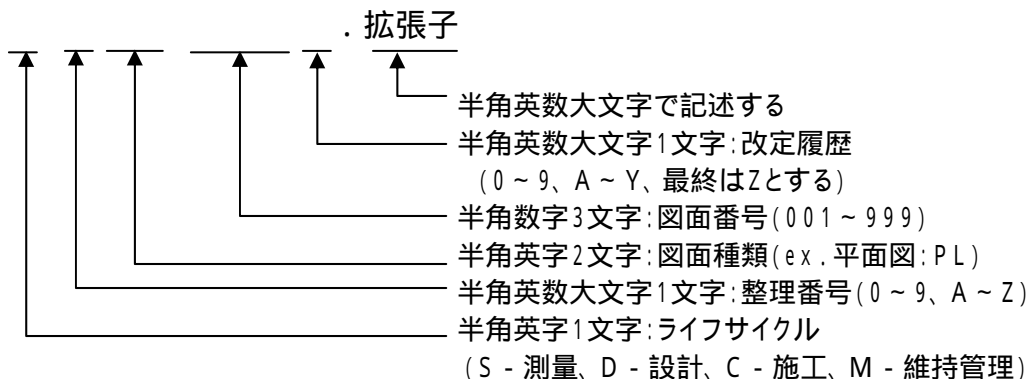 .拡張子
半角英数大文字で記述する
半角英数大文字1文字:改定履歴
(0~9、A~Y、最終はZとする)
半角数字3文字:図面番号(001~999)
半角英字2文字:図面種類(ex.平面図:PL)
半角英数大文字1文字:整理番号(0~9、A~Z)
半角英字1文字:ライフサイクル
(S-測量、D-設計、C-施工、M-維持管理)